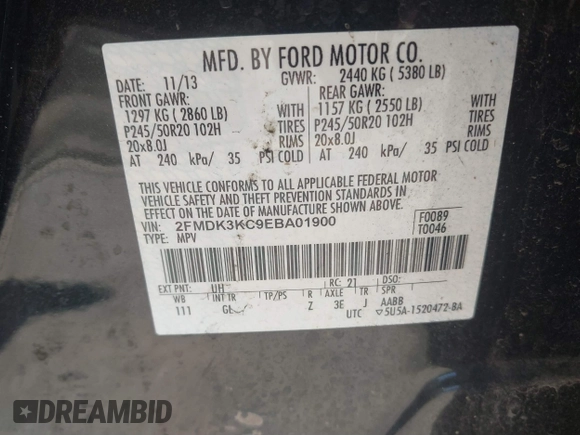 MFD. BY FORD MOTOR CO.
DATE: 11/13 GVWR: 2440 KG ( 5380 LB)
FRONT GAWR: REAR GAWR:
1297 KG ( 2860 LB) WITH 1157 KG ( 2550 LB) WITH
P245/50R20 102H TIRES P245/50R20 102H TIRES
20x8.0J RIMS 20x8.0J RIMS
AT 240 kPa/ 35 PSI COLD AT 240 kPa/ 35 PSI COLD
THIS VEHICLE CONFORMS TO ALL APPLICABLE FEDERAL MOTOR
VEHICLE SAFETY AND THEFT PREVENTION STANDARDS IN
EFFECT ON THE DATE OF MANUFACTURE SHOWN ABOVE.
VIN: 2FMDK3KC9EBA01900 F0089
TYPE: MPV T0046
EXT PNT: UH RC: 21 DSO:
WB INT TR TP/PS R AXLE TR SPR
111 Z 3E J AABB
UTC ▽5U5A-1520472-BA
DREAMBID